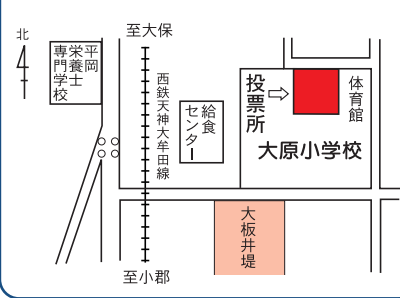 北
至大保
平岡
栄養士
専門学校
西鉄天神大牟田線
給食
センター
投票所
体育館
大原小学校
大板井堤
至小郡